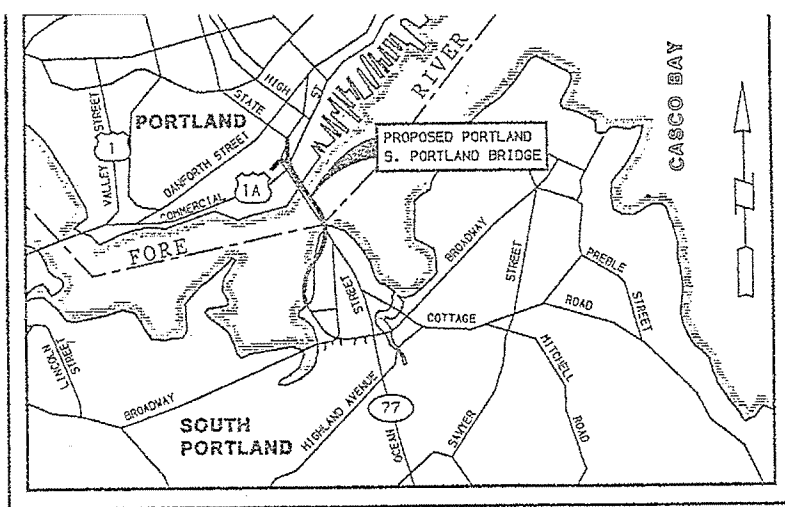 HIGH
ST
STATE
PORTLAND
STREET
VALLEY
1
DANFORTH STREET
1A
COMMERCIAL
FORE
RIVER
PROPOSED PORTLAND
S. PORTLAND BRIDGE
CASCO BAY
BROADWAY
STREET
STREET
PREBLE
STREET
COTTAGE
ROAD
MITCHELL
ROAD
LINCOLN
STREET
BROADWAY
SOUTH
PORTLAND
HIGHLAND AVENUE
77
OCEAN
SAWYER